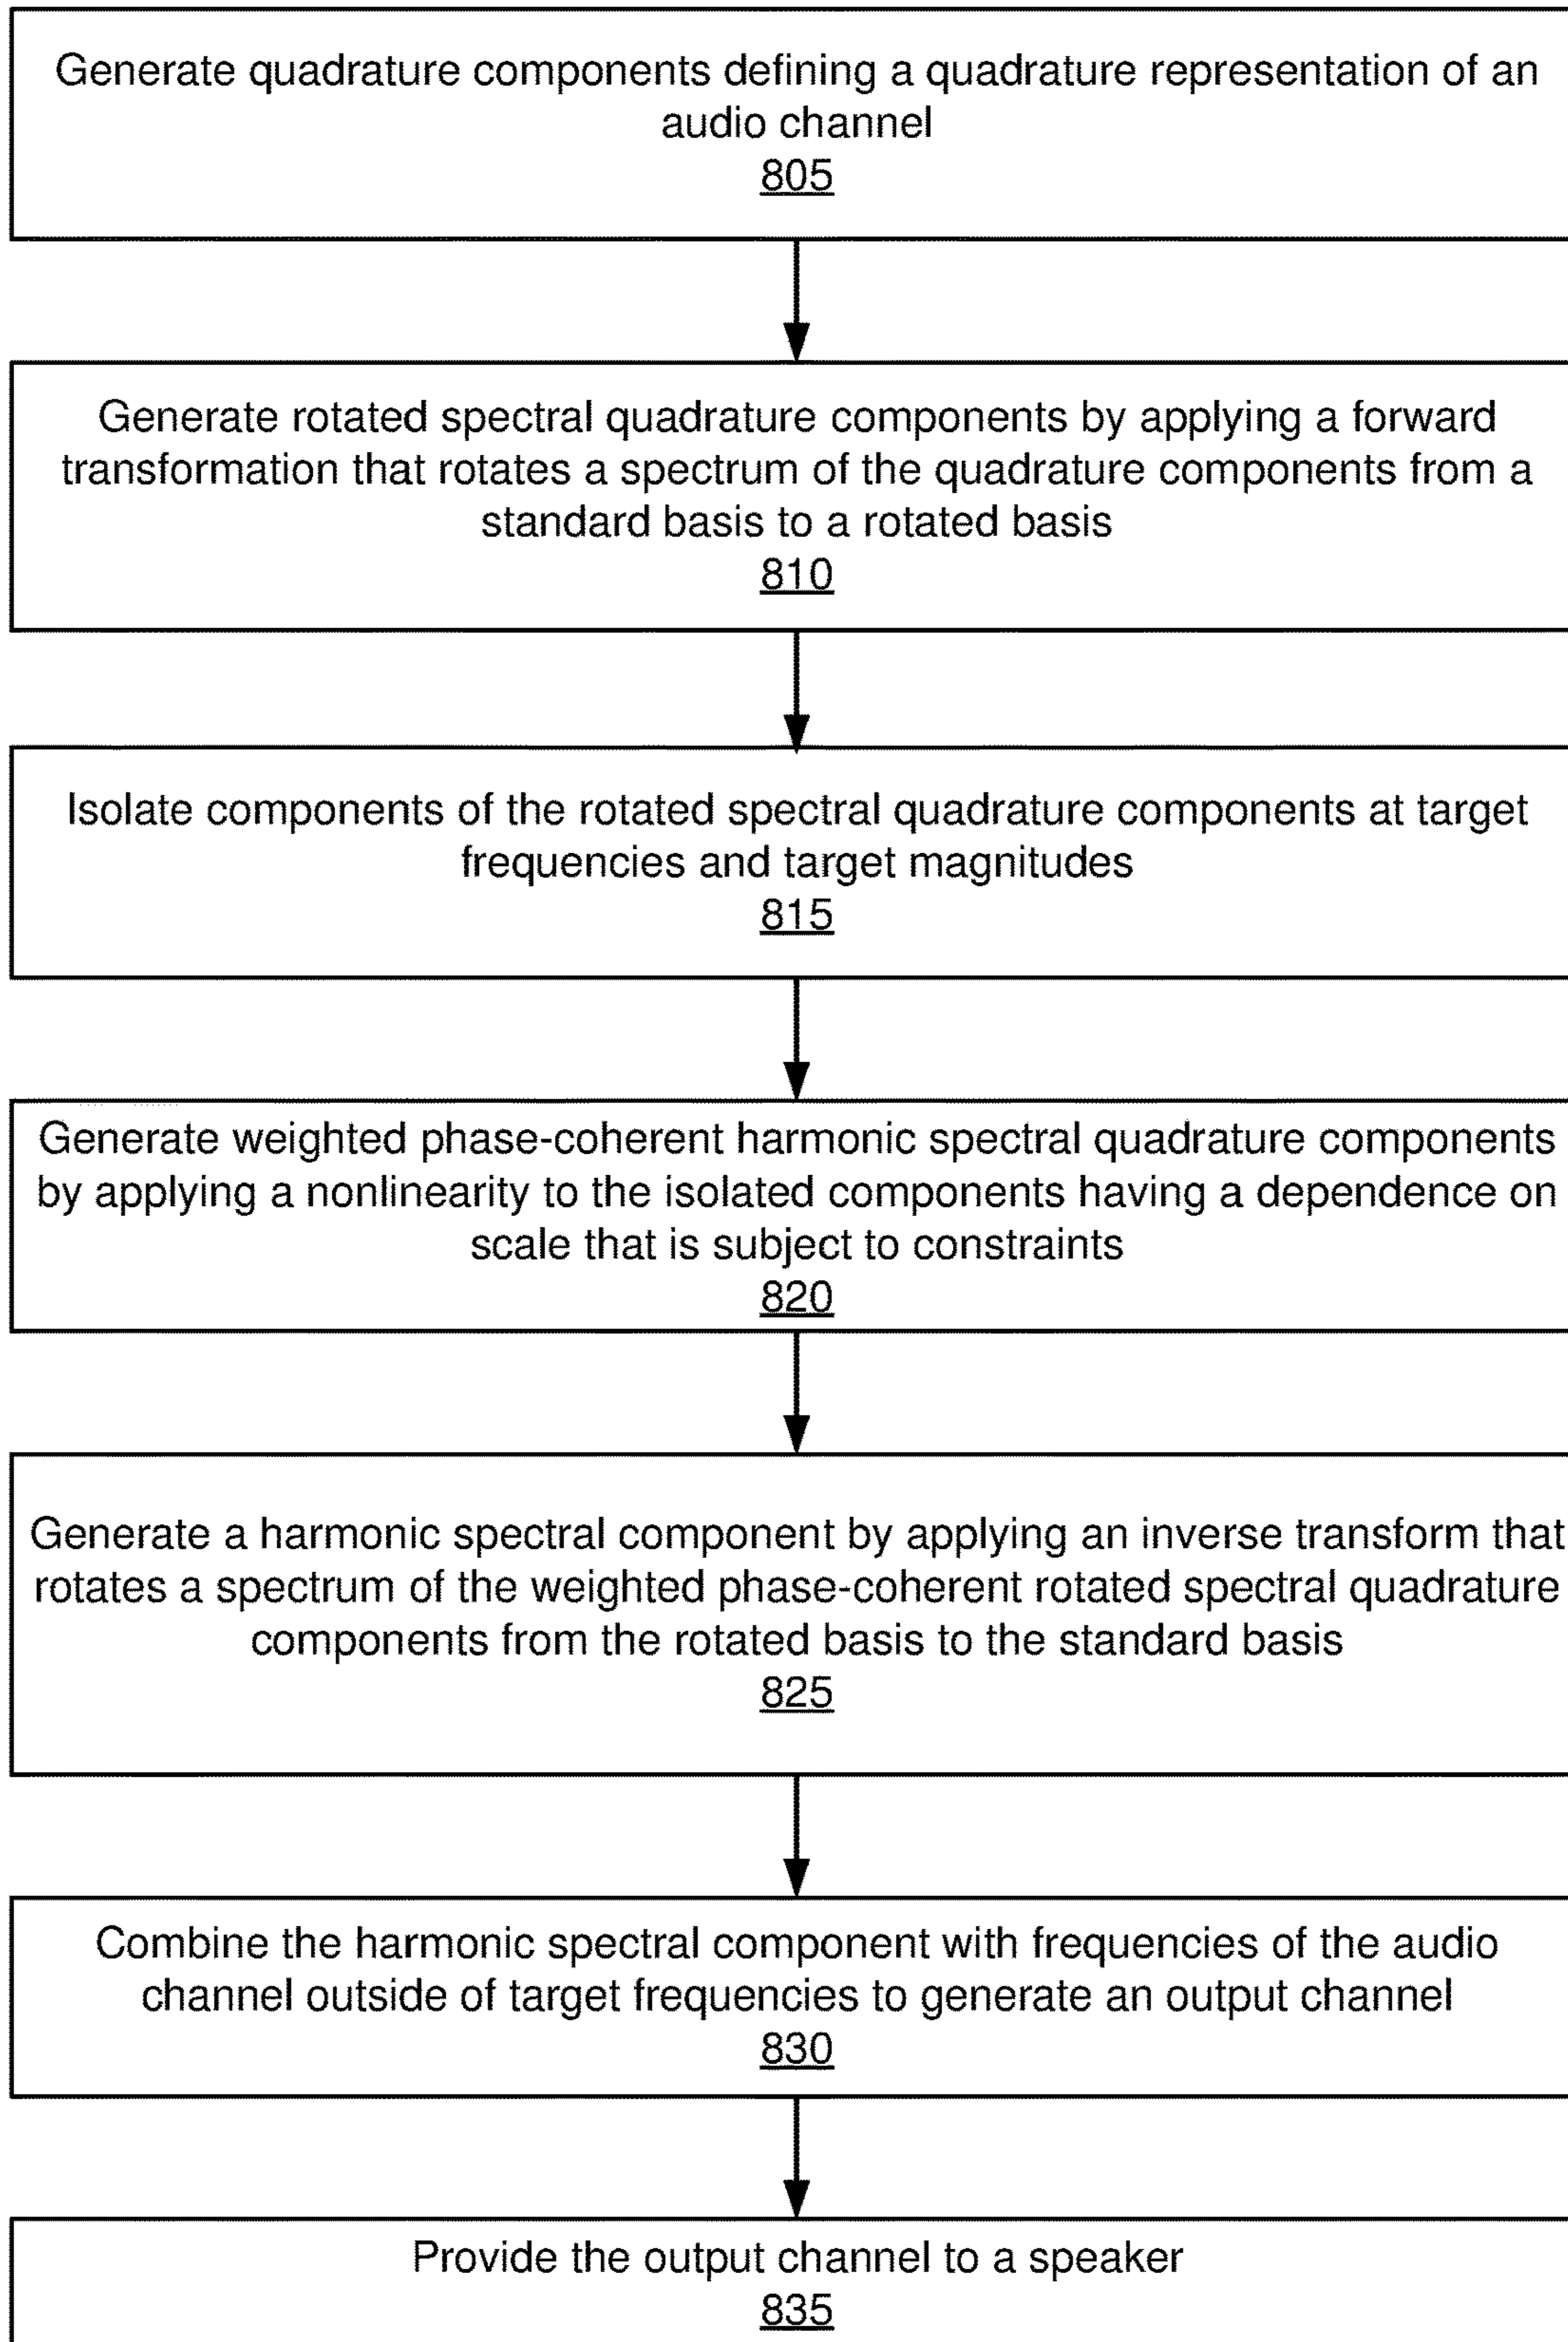 Generate quadrature components defining a quadrature representation of an
audio channel
805
Generate rotated spectral quadrature components by applying a forward
transformation that rotates a spectrum of the quadrature components from a
standard basis to a rotated basis
810
Isolate components of the rotated spectral quadrature components at target
frequencies and target magnitudes
815
Generate weighted phase-coherent harmonic spectral quadrature components
by applying a nonlinearity to the isolated components having a dependence on
scale that is subject to constraints
820
Generate a harmonic spectral component by applying an inverse transform that
rotates a spectrum of the weighted phase-coherent rotated spectral quadrature
components from the rotated basis to the standard basis
825
Combine the harmonic spectral component with frequencies of the audio
channel outside of target frequencies to generate an output channel
830
Provide the output channel to a speaker
835